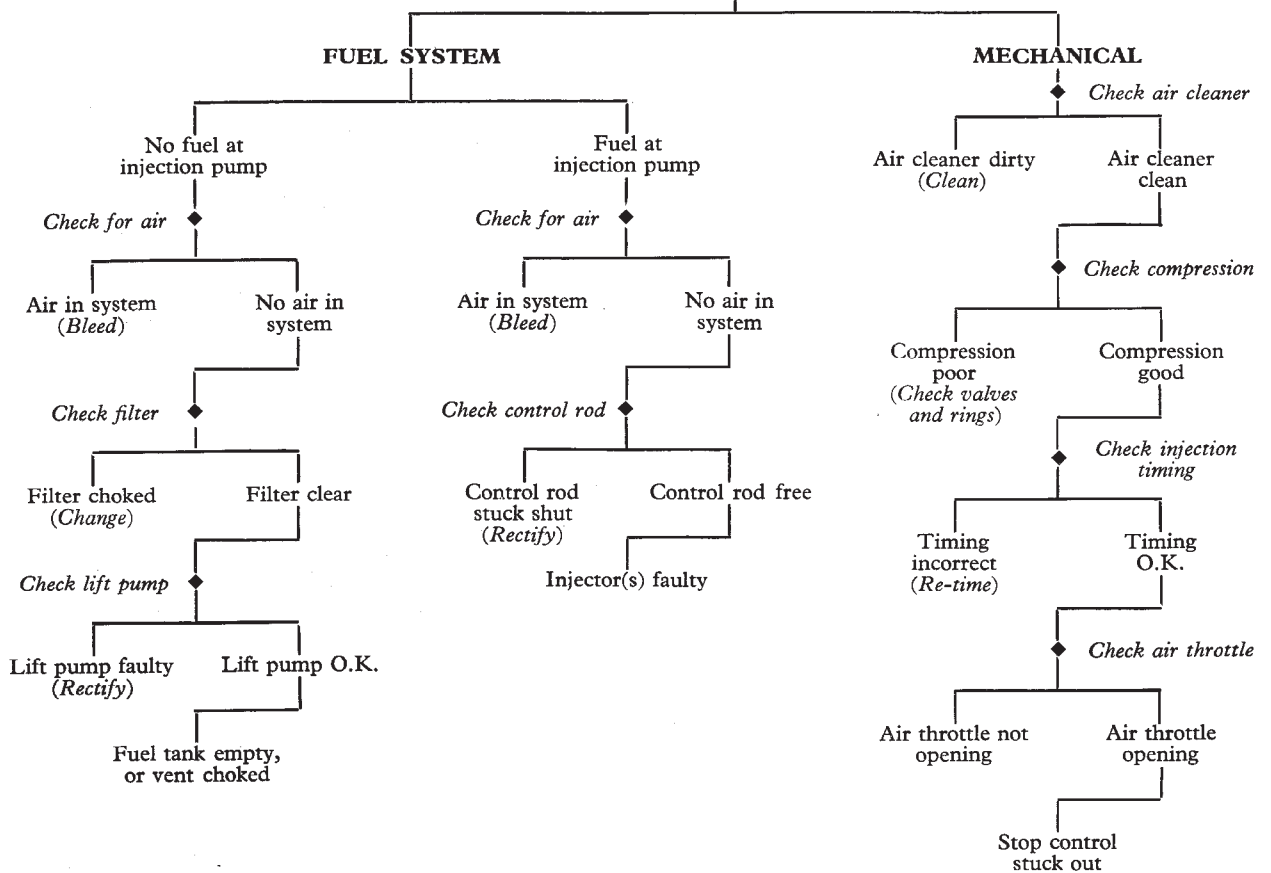 FUEL SYSTEM
No fuel at
injection pump
Check for air
Air in system
(Bleed)
No air in
system
Check filter
Filter choked
(Change)
Filter clear
Check lift pump
Lift pump faulty
(Rectify)
Lift pump O.K.
Fuel tank empty,
or vent choked
Fuel at
injection pump
Check for air
Air in system
(Bleed)
No air in
system
Check control rod
Control rod
stuck shut
(Rectify)
Control rod free
Injector(s) faulty
MECHANICAL
Check air cleaner
Air cleaner dirty
(Clean)
Air cleaner
clean
Check compression
Compression
poor
(Check valves
and rings)
Compression
good
Check injection
timing
Timing
incorrect
(Re-time)
Timing
O.K.
Check air throttle
Air throttle not
opening
Air throttle
opening
Stop control
stuck out